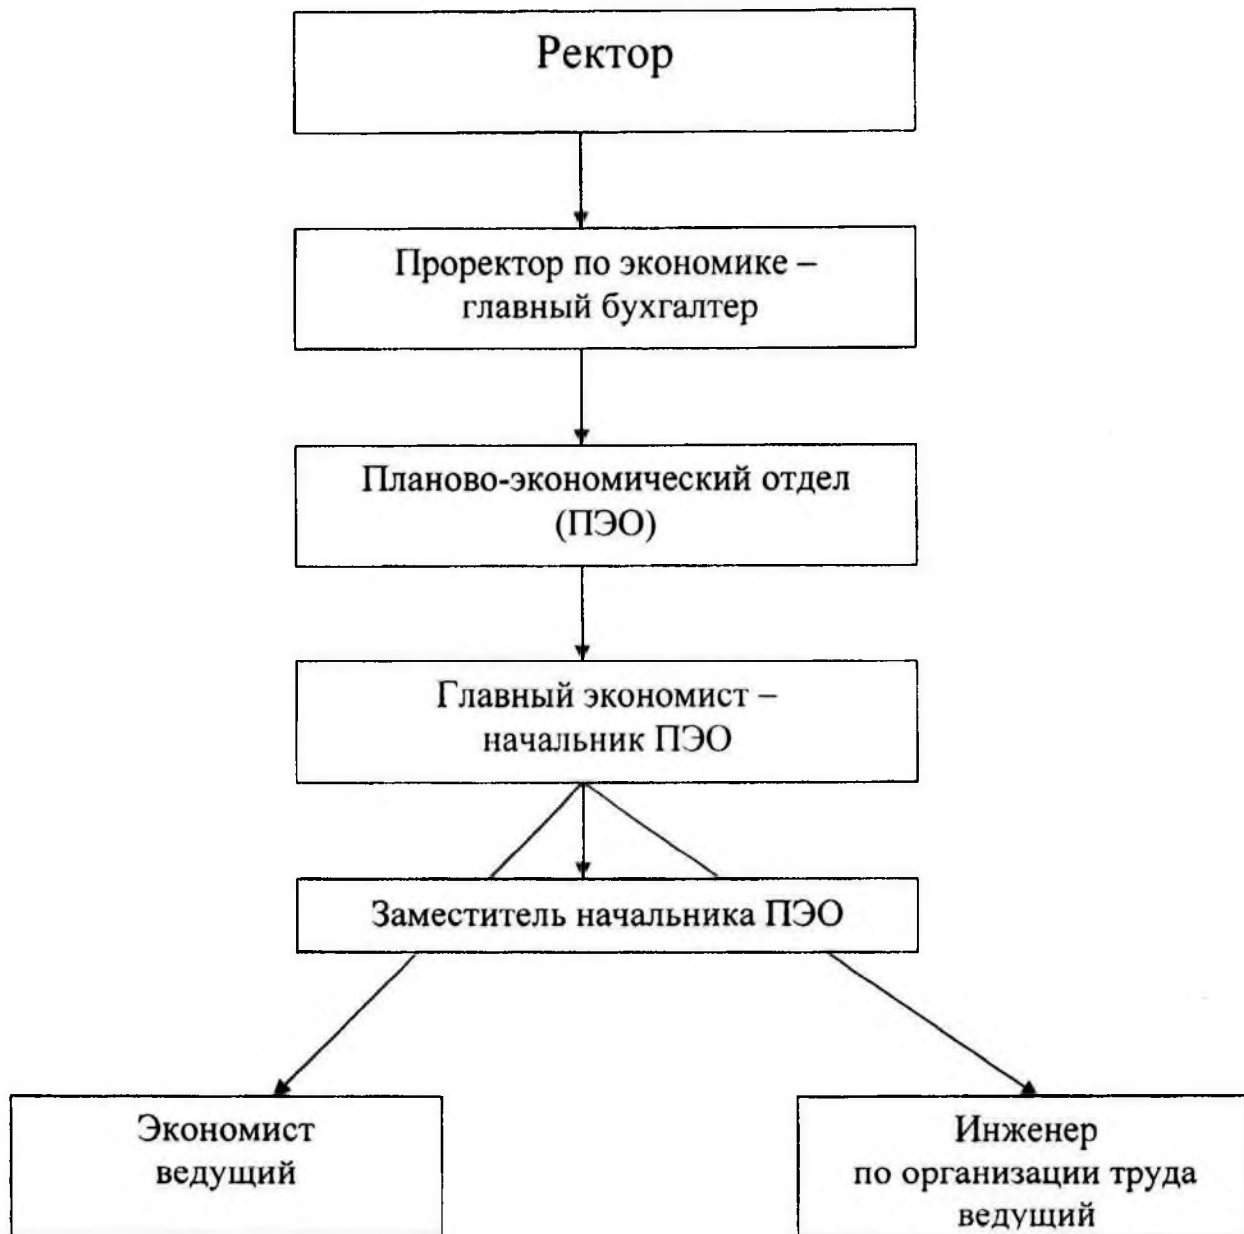 Ректор
Проректор по экономике –
главный бухгалтер
Планово-экономический отдел
(ПЭО)
Главный экономист –
начальник ПЭО
Заместитель начальника ПЭО
Экономист
ведущий
Инженер
по организации труда
ведущий